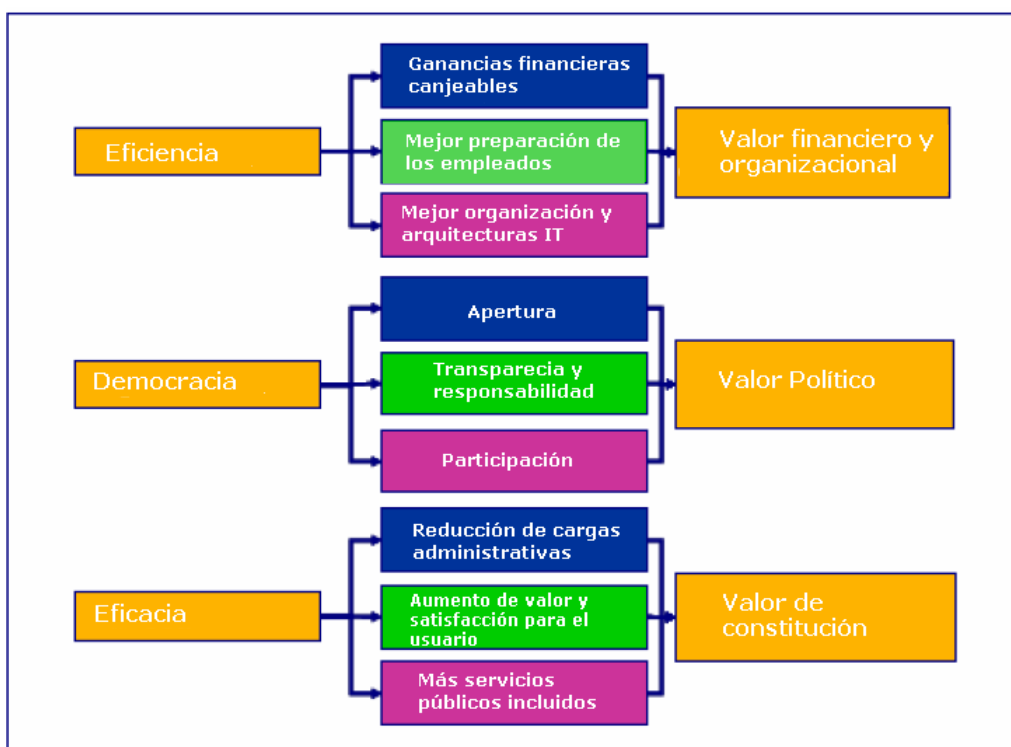 Ganancias financieras
canjeables
Eficiencia
Mejor preparación de
los empleados
Valor financiero y
organizacional
Mejor organización y
arquitecturas IT
Apertura
Democracia
Transparecia y
responsabilidad
Valor Político
Participación
Reducción de cargas
administrativas
Eficacia
Aumento de valor y
satisfacción para el
usuario
Valor de
constitución
Más servicios
públicos incluidos